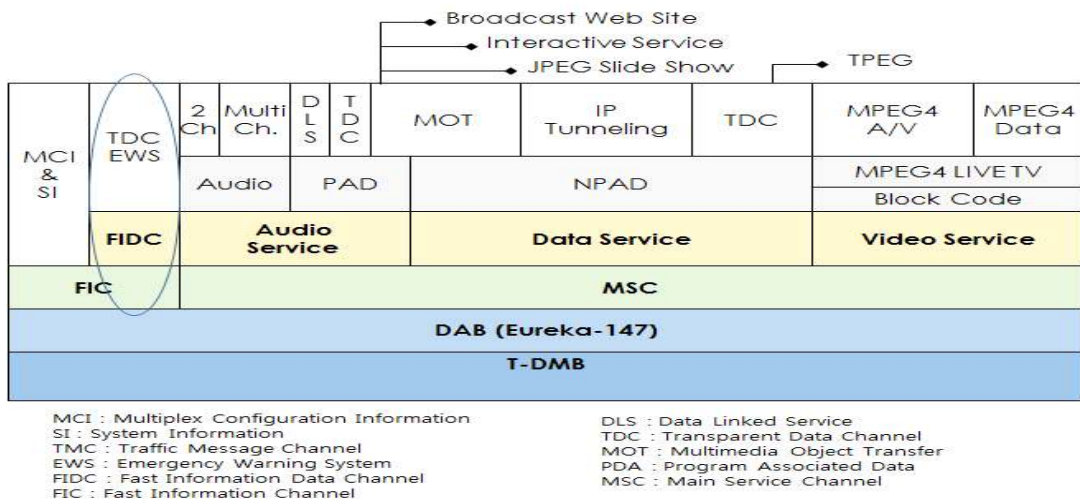 Broadcast Web Site
Interactive Service
JPEG Slide Show
TPEG
MCI
&
SI
TDC
EWS
2
Ch
Multi
Ch.
D
L
S
T
D
C
MOT
IP
Tunneling
TDC
MPEG4
A/V
MPEG4
Data
Audio
PAD
NPAD
MPEG4 LIVE TV
Block Code
FIDC
Audio
Service
Data Service
Video Service
FIC
MSC
DAB (Eureka-147)
T-DMB
MCI : Multiplex Configuration Information
SI : System Information
TMC : Traffic Message Channel
EWS : Emergency Warning System
FIDC : Fast Information Data Channel
FIC : Fast Information Channel
DLS : Data Linked Service
TDC : Transparent Data Channel
MOT : Multimedia Object Transfer
PDA : Program Associated Data
MSC : Main Service Channel